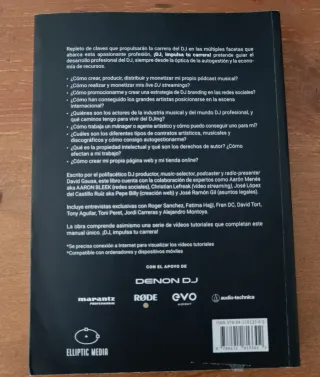 Repleto de claves que propulsarán la carrera del DJ en las múltiples facetas que
abarca esta apasionante profesión, ¡DJ, impulsa tu carrera! pretende guiar el
desarrollo profesional del DJ, siempre desde la óptica de la autogestión y la econo-
mía de recursos.
• ¿Cómo crear, producir, distribuir y monetizar mi propio pódcast musical?
• ¿Cómo realizar y monetizar mis live DJ streamings?
• ¿Cómo promocionarme y crear una estrategia de DJ branding en las redes sociales?
• ¿Cómo han conseguido los grandes artistas posicionarse en la escena
internacional?
• ¿Quiénes son los actores de la industria musical y del mundo DJ profesional, y
qué caminos tengo para vivir del DJing?
• ¿Cómo trabaja un mánager o agente artístico y cómo puedo conseguir uno para mí?
• ¿Cuáles son los diferentes tipos de contratos artísticos, musicales y
discográficos y cómo consigo autogestionarme?
• ¿Qué es la propiedad intelectual y qué son los derechos de autor? ¿Cómo
afectan a mi trabajo?
• ¿Cómo crear mi propia página web y mi tienda online?
Escrito por el polifacético DJ productor, music-selector, podcaster y radio-presenter
David Gausa, este libro cuenta con la colaboración de expertos como Aarón Menés
aka AARON BLEEK (redes sociales), Christian Lefreak (video streaming), José López
del Castillo Ruiz aka Pepe Billy (creación web) y José Ramón Gil (asuntos legales).
Incluye entrevistas exclusivas con Roger Sanchez, Fatima Hajji, Fran DC, David Tort,
Tony Aguilar, Toni Peret, Jordi Carreras y Alejandro Montoya.
La obra comprende asimismo una serie de vídeos tutoriales que completan este
manual único. ¡DJ, impulsa tu carrera!
*Se precisa conexión a Internet para visualizar los vídeos tutoriales
*Compatible con ordenadores y dispositivos móviles
CON EL APOYO DE
DENON DJ
marantz RØDE evo audio-technica
PROFESSIONAL
ELLIPTIC MEDIA